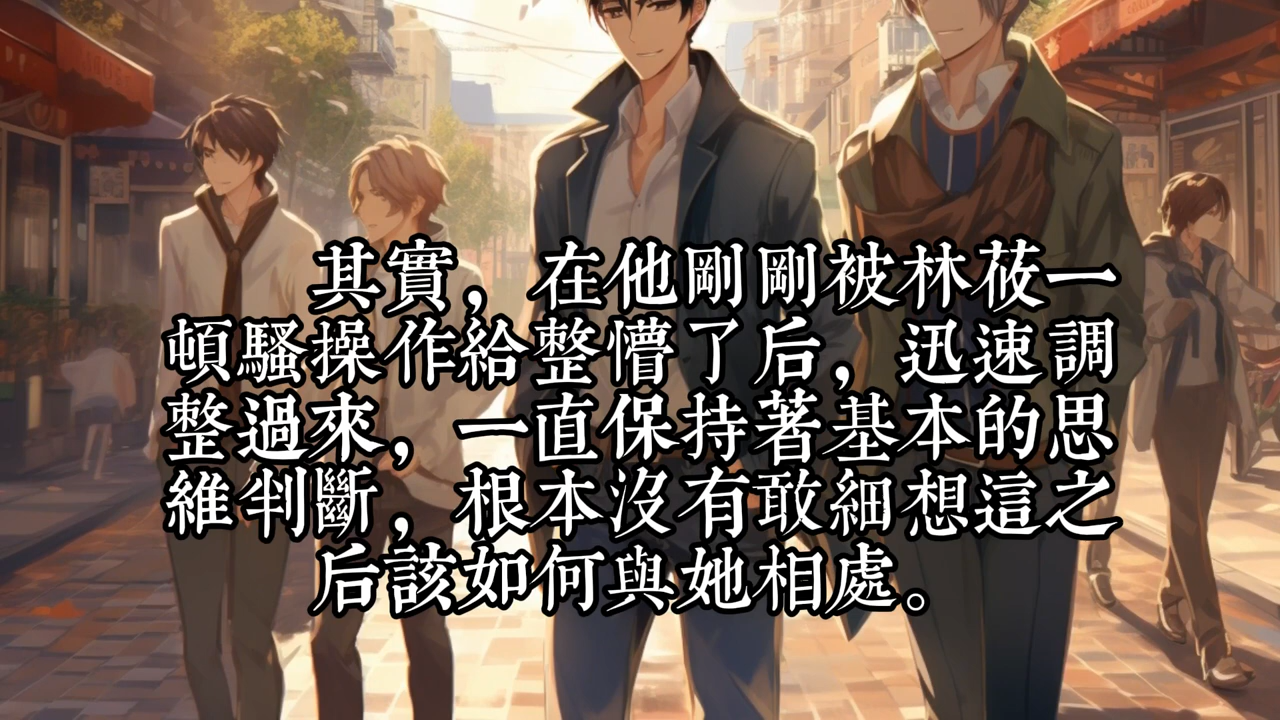 其實，在他剛剛被林莜一
頓騷操作給整懵了后，迅速調
整過來，一直保持著基本的思
維判斷，根本沒有敢細想這之
后該如何與她相處。